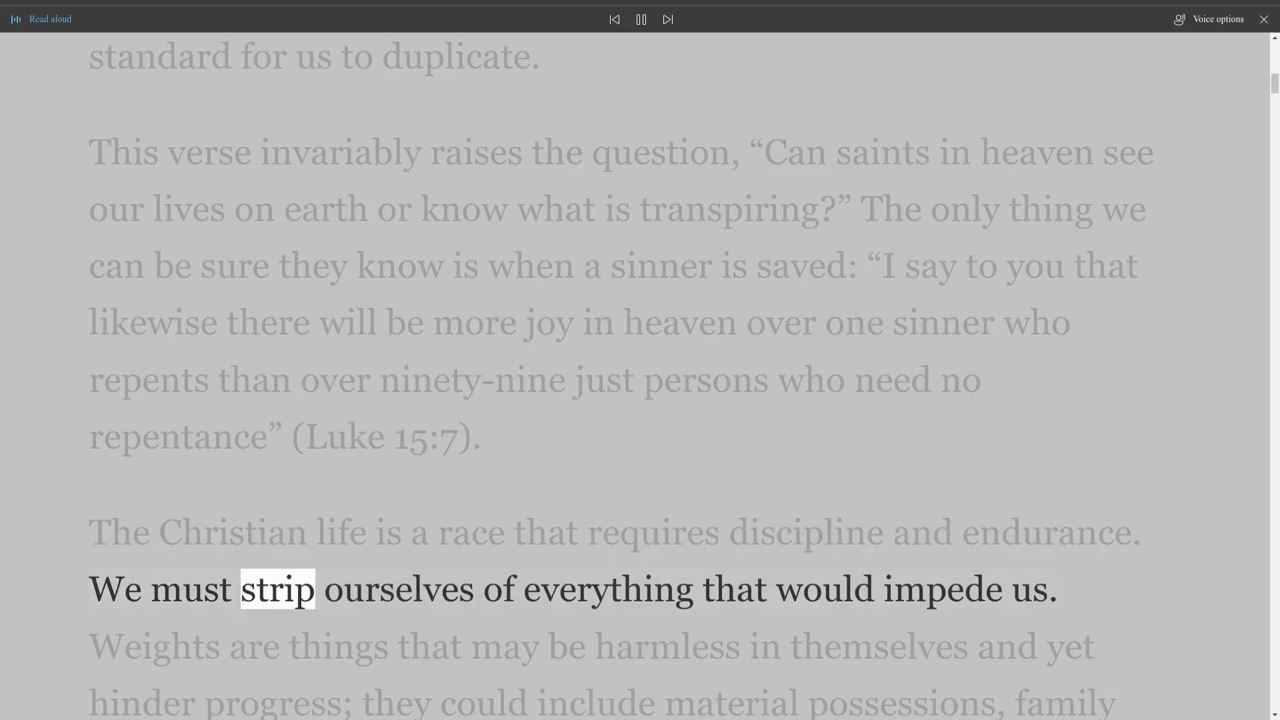 Read aloud
Voice options
standard for us to duplicate.
This verse invariably raises the question, “Can saints in heaven see
our lives on earth or know what is transpiring?” The only thing we
can be sure they know is when a sinner is saved: “I say to you that
likewise there will be more joy in heaven over one sinner who
repents than over ninety-nine just persons who need no
repentance” (Luke 15:7).
The Christian life is a race that requires discipline and endurance.
We must strip ourselves of everything that would impede us.
Weights are things that may be harmless in themselves and yet
hinder progress; they could include material possessions, family